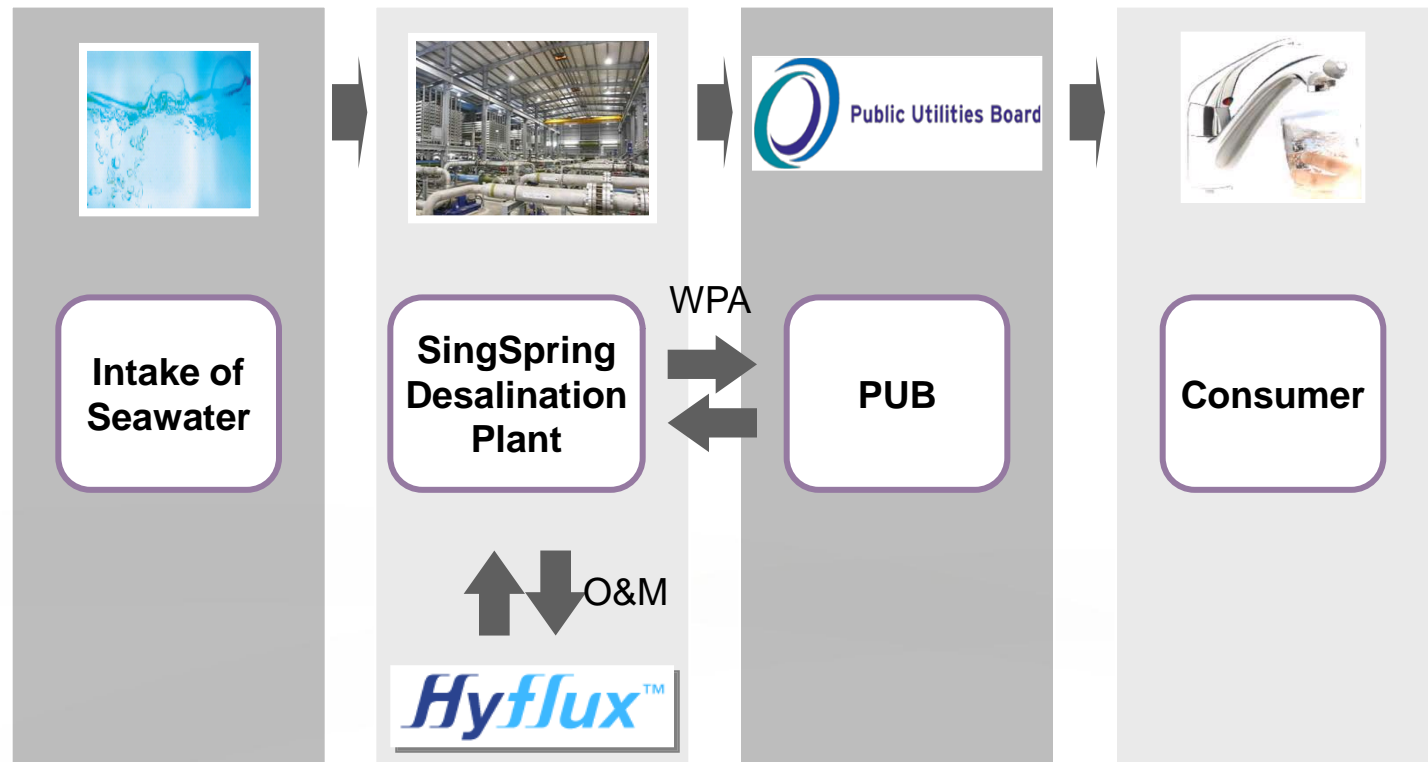 Public Utilities Board
WPA
Intake of
Seawater
SingSpring
Desalination
Plant
PUB
Consumer
O&M
Hyflux™